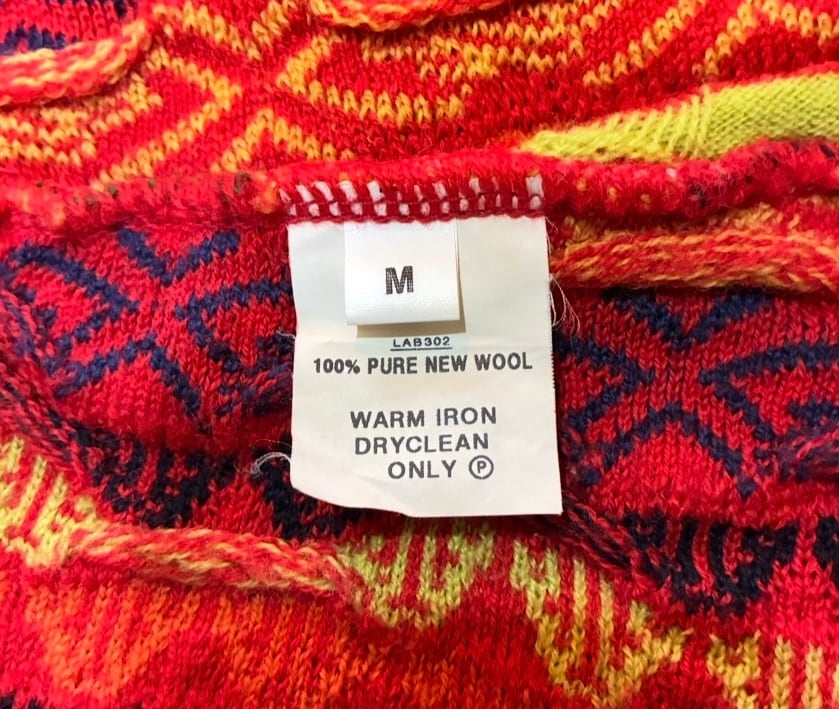 M
LAB302
100% PURE NEW WOOL
WARM IRON
DRYCLEAN
ONLY Ⓟ